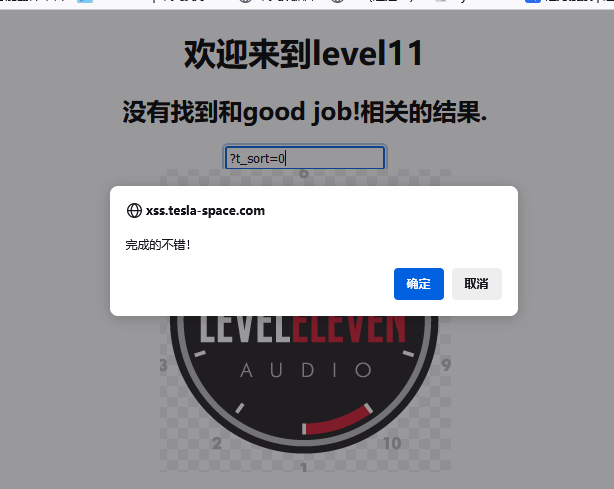 欢迎来到level11
没有找到和good job!相关的结果.
?t_sort=0
6
xss.tesla-space.com
完成的不错！
确定
取消
LEVELELEVEN
3
9
AUDIO
2
10
1